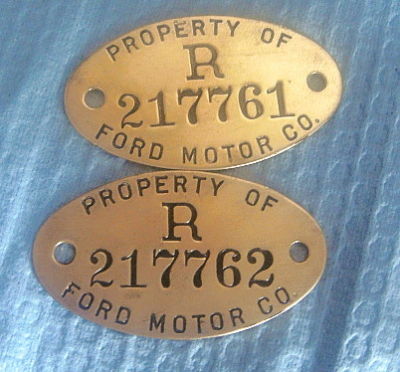 PROPERTY OF
R
217761
FORD MOTOR CO.
PROPERTY OF
R
217762
FORD MOTOR CO.